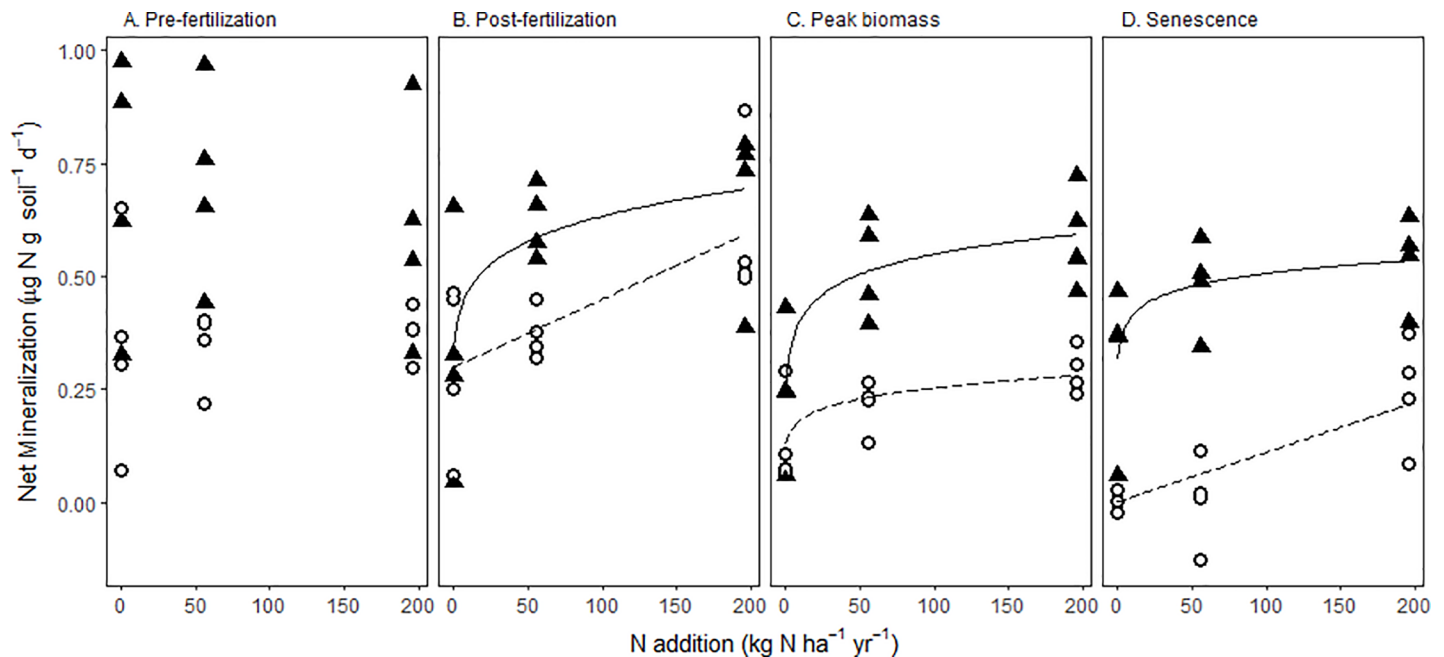 A. Pre-fertilization
B. Post-fertilization
C. Peak biomass
D. Senescence
Net Mineralization (µg N g soil⁻¹ d⁻¹)
1.00
0.75
0.50
0.25
0.00
0 50 100 150 200
0 50 100 150 200
0 50 100 150 200
0 50 100 150 200
N addition (kg N ha⁻¹ yr⁻¹)